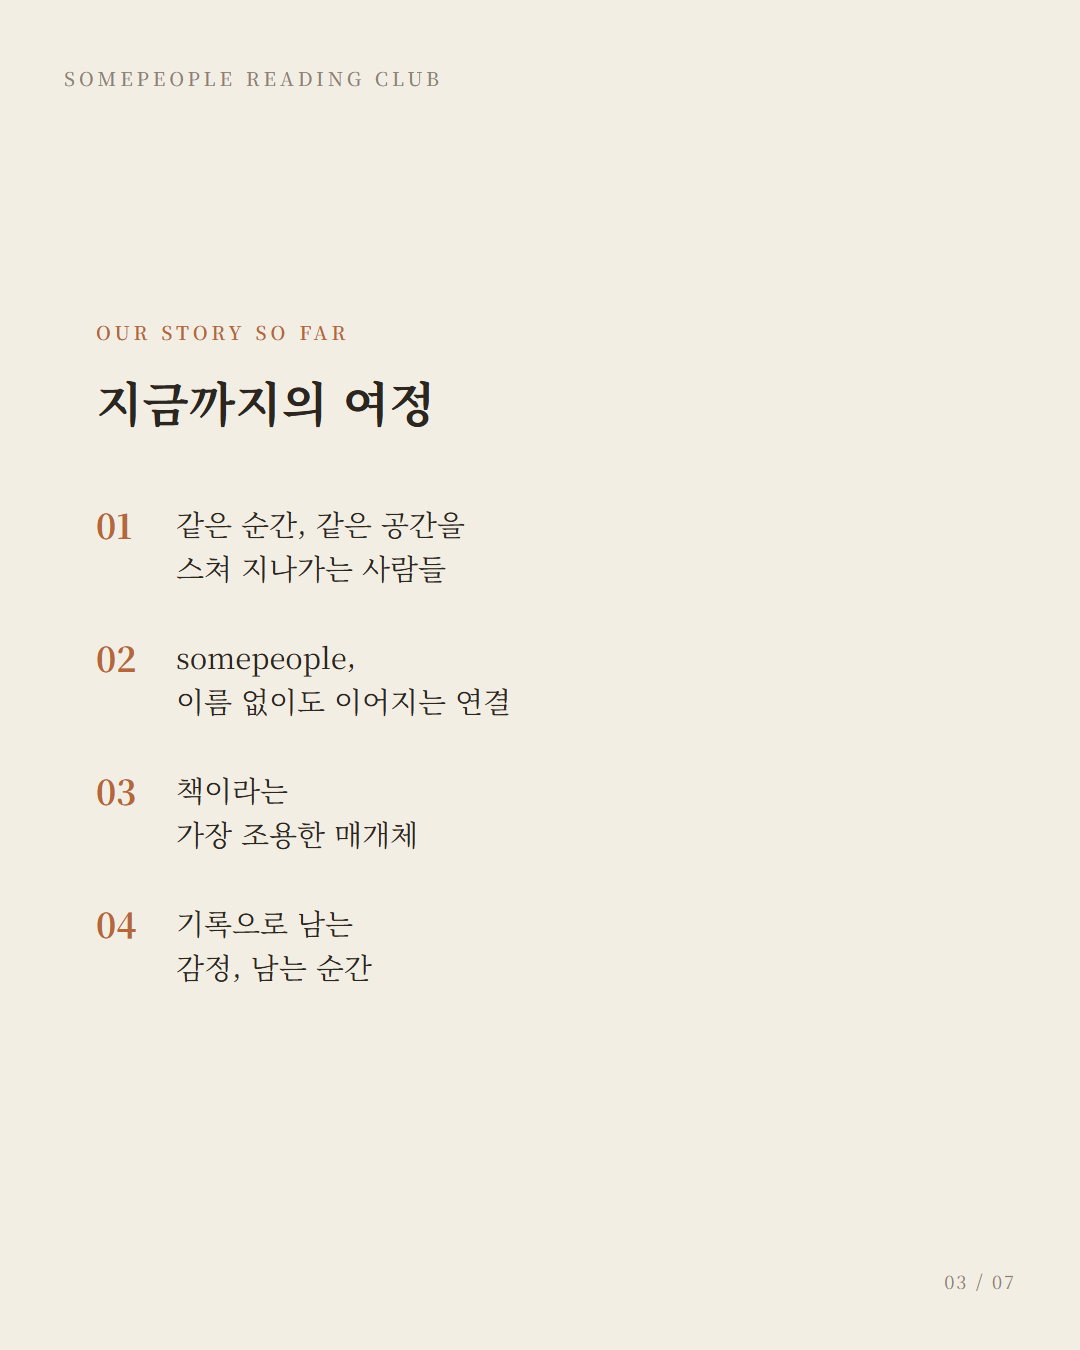 SOMEPEOPLE READING CLUB
OUR STORY SO FAR
지금까지의 여정
01 같은 순간, 같은 공간을
스쳐 지나가는 사람들
02 somepeople,
이름 없이도 이어지는 연결
03 책이라는
가장 조용한 매개체
04 기록으로 남는
감정, 남는 순간
03 / 07